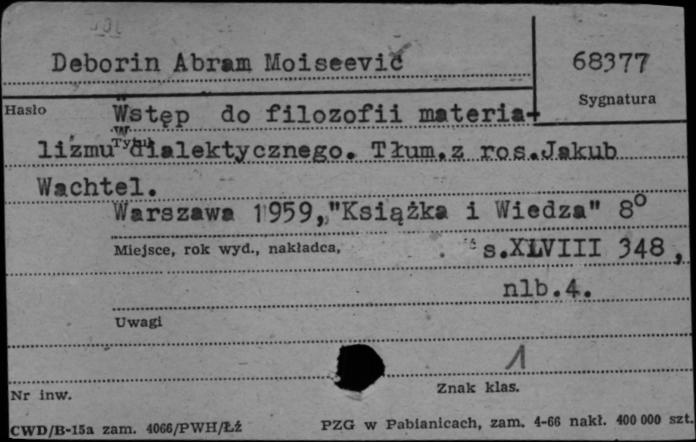 Deborin Abram Moiseevič
68377
Sygnatura
Hasło
Wstęp do filozofii materia-
Tytuł
lizmu dialektycznego. Tłum.z ros.Jakub
Wachtel.
Warszawa 1959,"Książka i Wiedza" 8°
Miejsce, rok wyd., nakładca,
s.XLVIII 348,
nlb.4.
Uwagi
1
Nr inw.
Znak klas.
CWD/B-15a zam. 4066/PWH/Łź
PZG w Pabianicach, zam. 4-66 nakł. 400 000 szt.